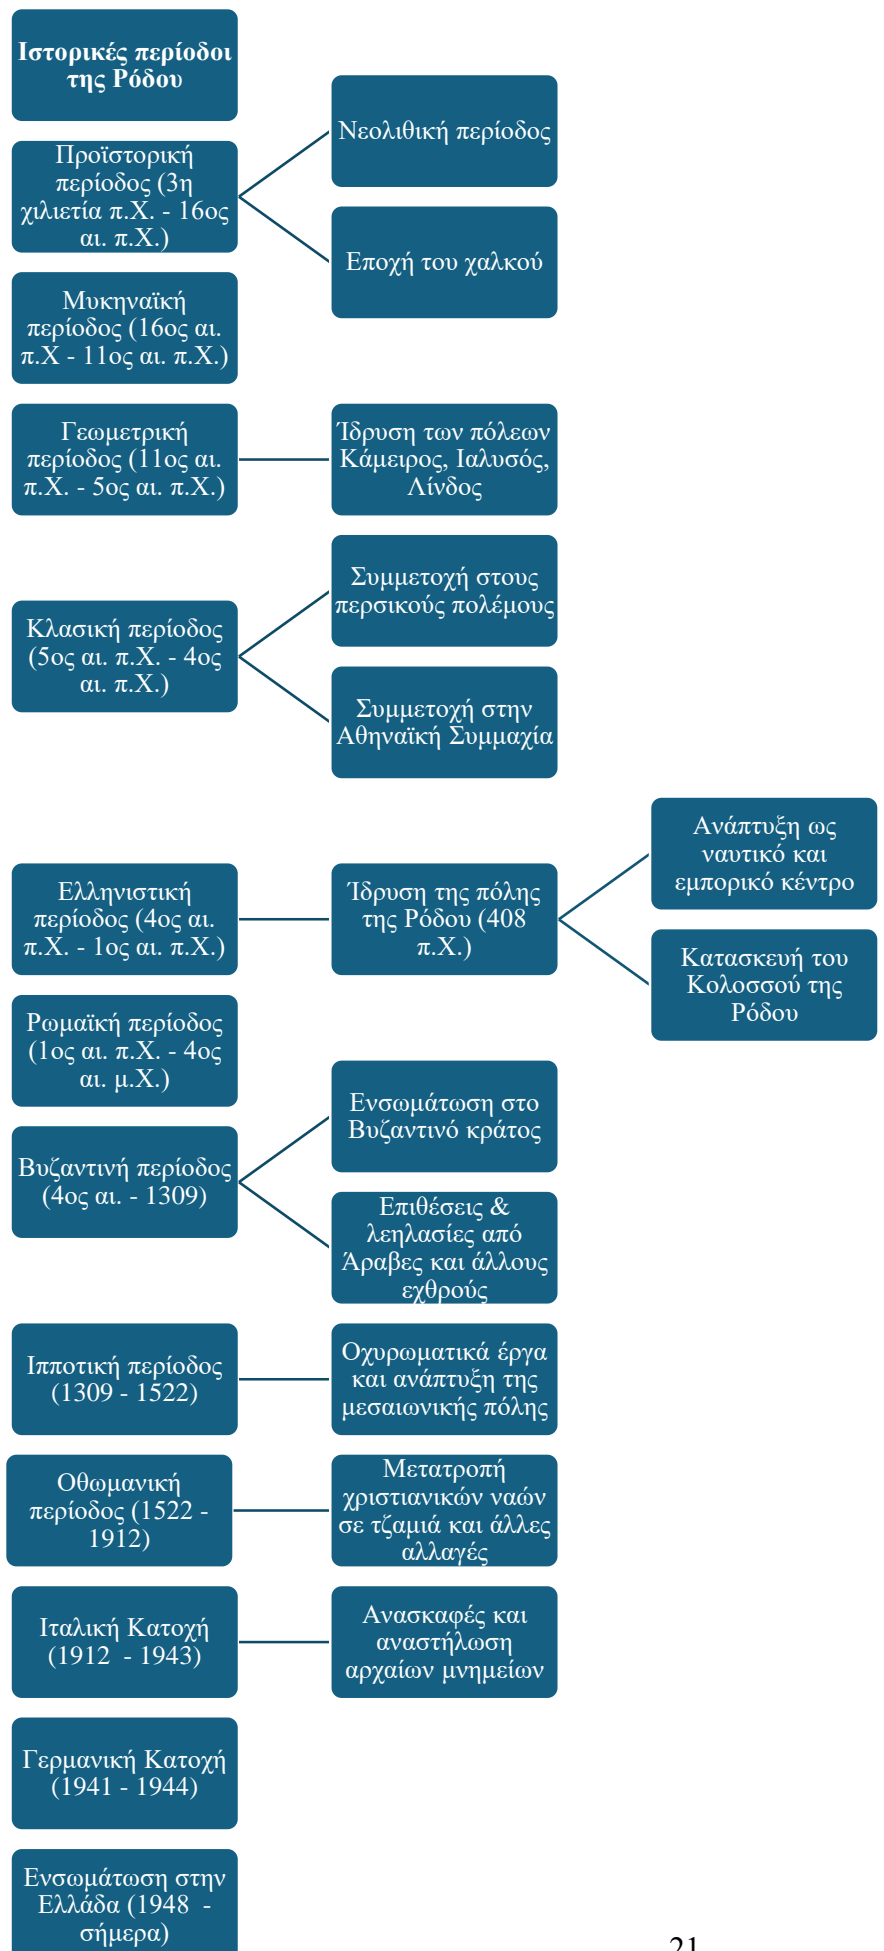 Ιστορικές περίοδοι
της Ρόδου
Προϊστορική
περίοδος (3η
χιλιετία π.Χ. - 16ος
αι. π.Χ.)
Νεολιθική περίοδος
Εποχή του χαλκού
Μυκηναϊκή
περίοδος (16ος αι.
π.Χ - 11ος αι. π.Χ.)
Γεωμετρική
περίοδος (11ος αι.
π.Χ. - 5ος αι. π.Χ.)
Ίδρυση των πόλεων
Κάμειρος, Ιαλυσός,
Λίνδος
Κλασική περίοδος
(5ος αι. π.Χ. - 4ος
αι. π.Χ.)
Συμμετοχή στους
περσικούς πολέμους
Συμμετοχή στην
Αθηναϊκή Συμμαχία
Ελληνιστική
περίοδος (4ος αι.
π.Χ. - 1ος αι. π.Χ.)
Ίδρυση της πόλης
της Ρόδου (408
π.Χ.)
Ανάπτυξη ως
ναυτικό και
εμπορικό κέντρο
Κατασκευή του
Κολοσσού της
Ρόδου
Ρωμαϊκή περίοδος
(1ος αι. π.Χ. - 4ος
αι. μ.Χ.)
Βυζαντινή περίοδος
(4ος αι. - 1309)
Ενσωμάτωση στο
Βυζαντινό κράτος
Επιθέσεις &
λεηλασίες από
Άραβες και άλλους
εχθρούς
Ιπποτική περίοδος
(1309 - 1522)
Οχυρωματικά έργα
και ανάπτυξη της
μεσαιωνικής πόλης
Οθωμανική
περίοδος (1522 -
1912)
Μετατροπή
χριστιανικών ναών
σε τζαμιά και άλλες
αλλαγές
Ιταλική Κατοχή
(1912  - 1943)
Ανασκαφές και
αναστήλωση
αρχαίων μνημείων
Γερμανική Κατοχή
(1941 - 1944)
Ενσωμάτωση στην
Ελλάδα (1948  -
σήμερα)
21